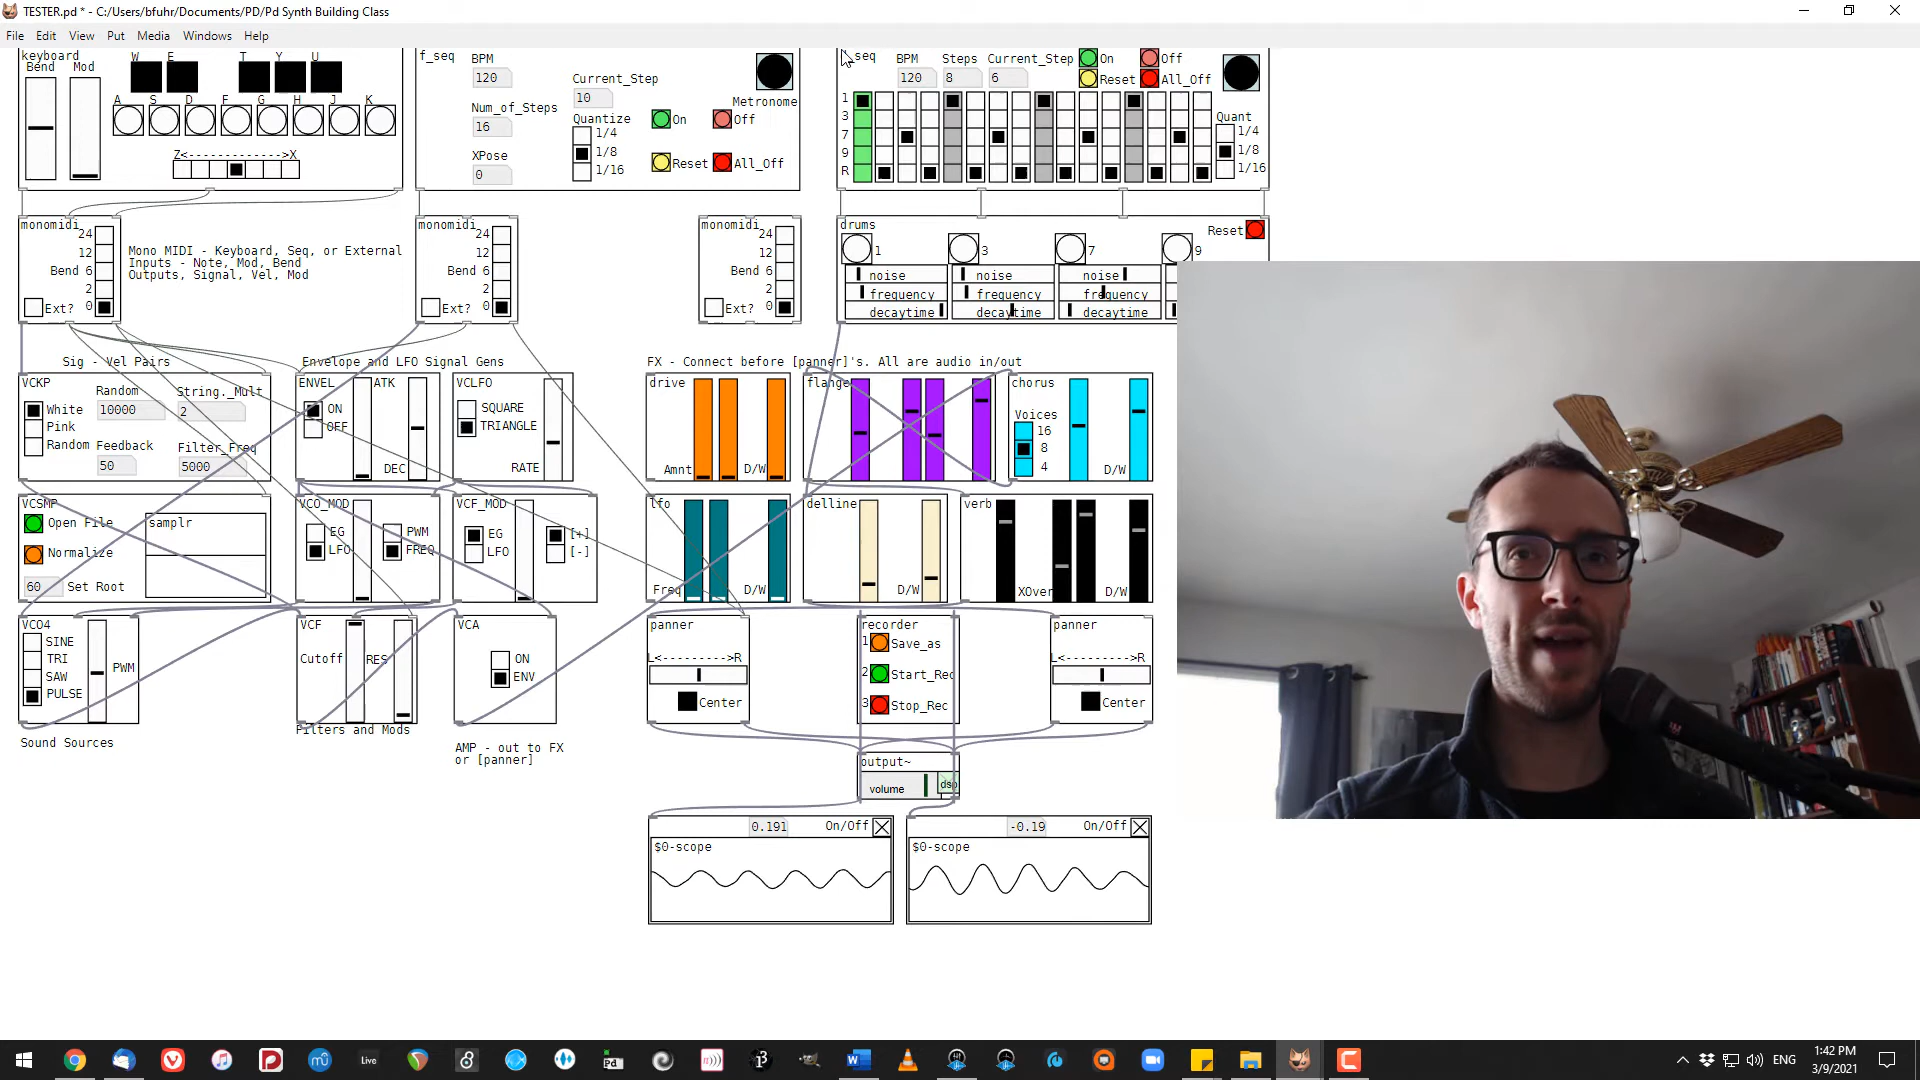 TESTER.pd * - C:/Users/bfuhr/Documents/PD/Pd Synth Building Class
File Edit View Put Media Windows Help
keyboard
Bend Mod
W E T Y U
A S D F G H J K
Z<------------->X
f_seq
BPM
120
Num_of_Steps
16
XPose
0
Current_Step
10
Quantize
1/4
1/8
1/16
Metronome
On
Off
Reset
All_Off
BPM
120
Steps
8
Current_Step
6
On
Off
Reset
All_Off
1
3
7
9
R
Quant
1/4
1/8
1/16
monomidi
24
12
Bend 6
2
0
Ext?
Mono MIDI - Keyboard, Seq, or External
Inputs - Note, Mod, Bend
Outputs, Signal, Vel, Mod
monomidi
24
12
Bend 6
2
0
Ext?
monomidi
24
12
Bend 6
2
0
Ext?
drums
Reset
1
3
7
9
noise
frequency
decaytime
noise
frequency
decaytime
noise
frequency
decaytime
Sig - Vel Pairs
VCKP
White
Pink
Random
Random
10000
Feedback
50
String._Mult
2
Filter_Freq
5000
Envelope and LFO Signal Gens
ENVEL
ATK
ON
OFF
DEC
VCLFO
SQUARE
TRIANGLE
RATE
FX - Connect before [panner]'s. All are audio in/out
drive
Amnt
D/W
flange
chorus
Voices
16
8
4
D/W
VCSMP
Open File
Normalize
60 Set Root
samplr
VCO_MOD
EG
LFO
PWM
FREQ
VCF_MOD
EG
LFO
[+]
[-]
lfo
Freq
D/W
delline
D/W
verb
XOver
D/W
VCO4
SINE
TRI
SAW
PULSE
PWM
Sound Sources
VCF
Cutoff
RES
Filters and Mods
VCA
ON
ENV
AMP - out to FX
or [panner]
panner
L<--------->R
Center
recorder
1 Save_as
2 Start_Rec
3 Stop_Rec
panner
L<--------->R
Center
output~
volume
dsp
0.191
On/Off
$0-scope
-0.19
On/Off
$0-scope
Live
Pd
ENG
1:42 PM
3/9/2021